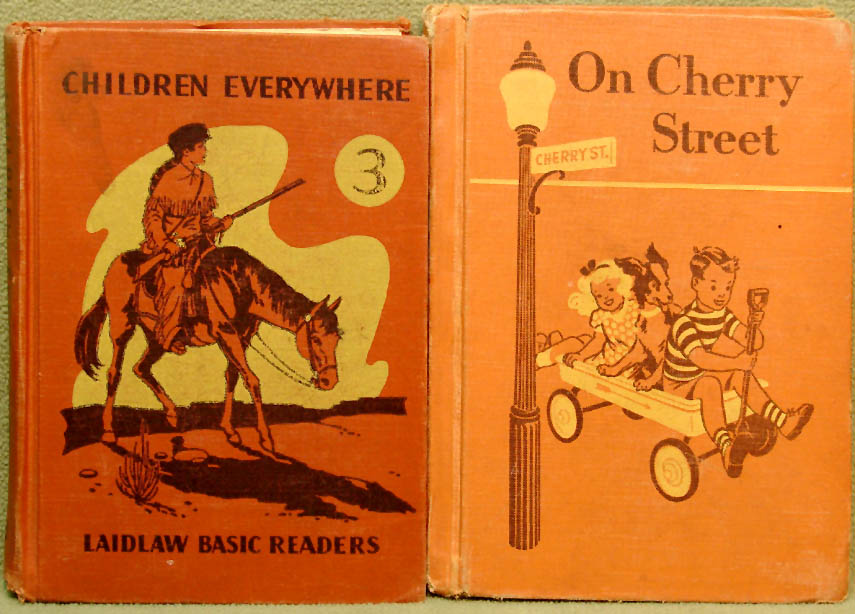 CHILDREN EVERYWHERE
3
LAIDLAW BASIC READERS
On Cherry
Street
CHERRY ST.